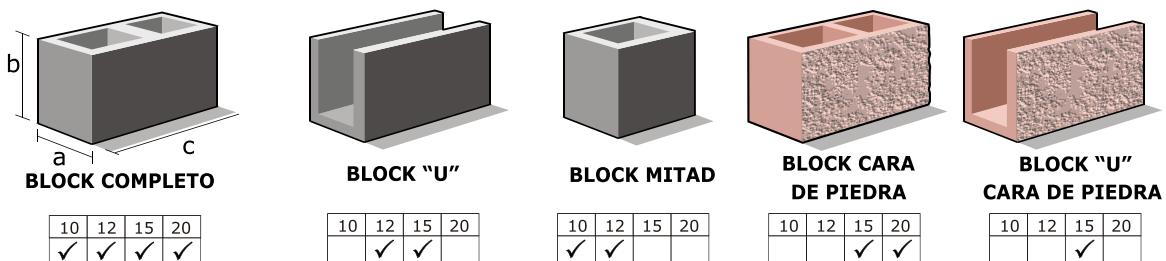 b
a
c
BLOCK COMPLETO
10 12 15 20
✓ ✓ ✓ ✓
BLOCK “U”
10 12 15 20
✓ ✓
BLOCK MITAD
10 12 15 20
✓ ✓
BLOCK CARA
DE PIEDRA
10 12 15 20
✓ ✓
BLOCK “U”
CARA DE PIEDRA
10 12 15 20
✓